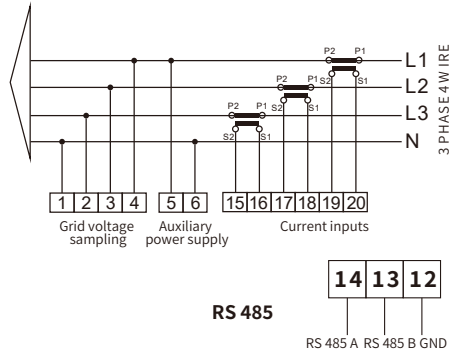 P2 P1
L1
S2 S1
P2 P1
L2
S2 S1
P2 P1
L3
S2 S1
N
3 PHASE 4 WIRE
1 2 3 4 5 6 15 16 17 18 19 20
Grid voltage
sampling
Auxiliary
power supply
Current inputs
14 13 12
RS 485
RS 485 A RS 485 B GND